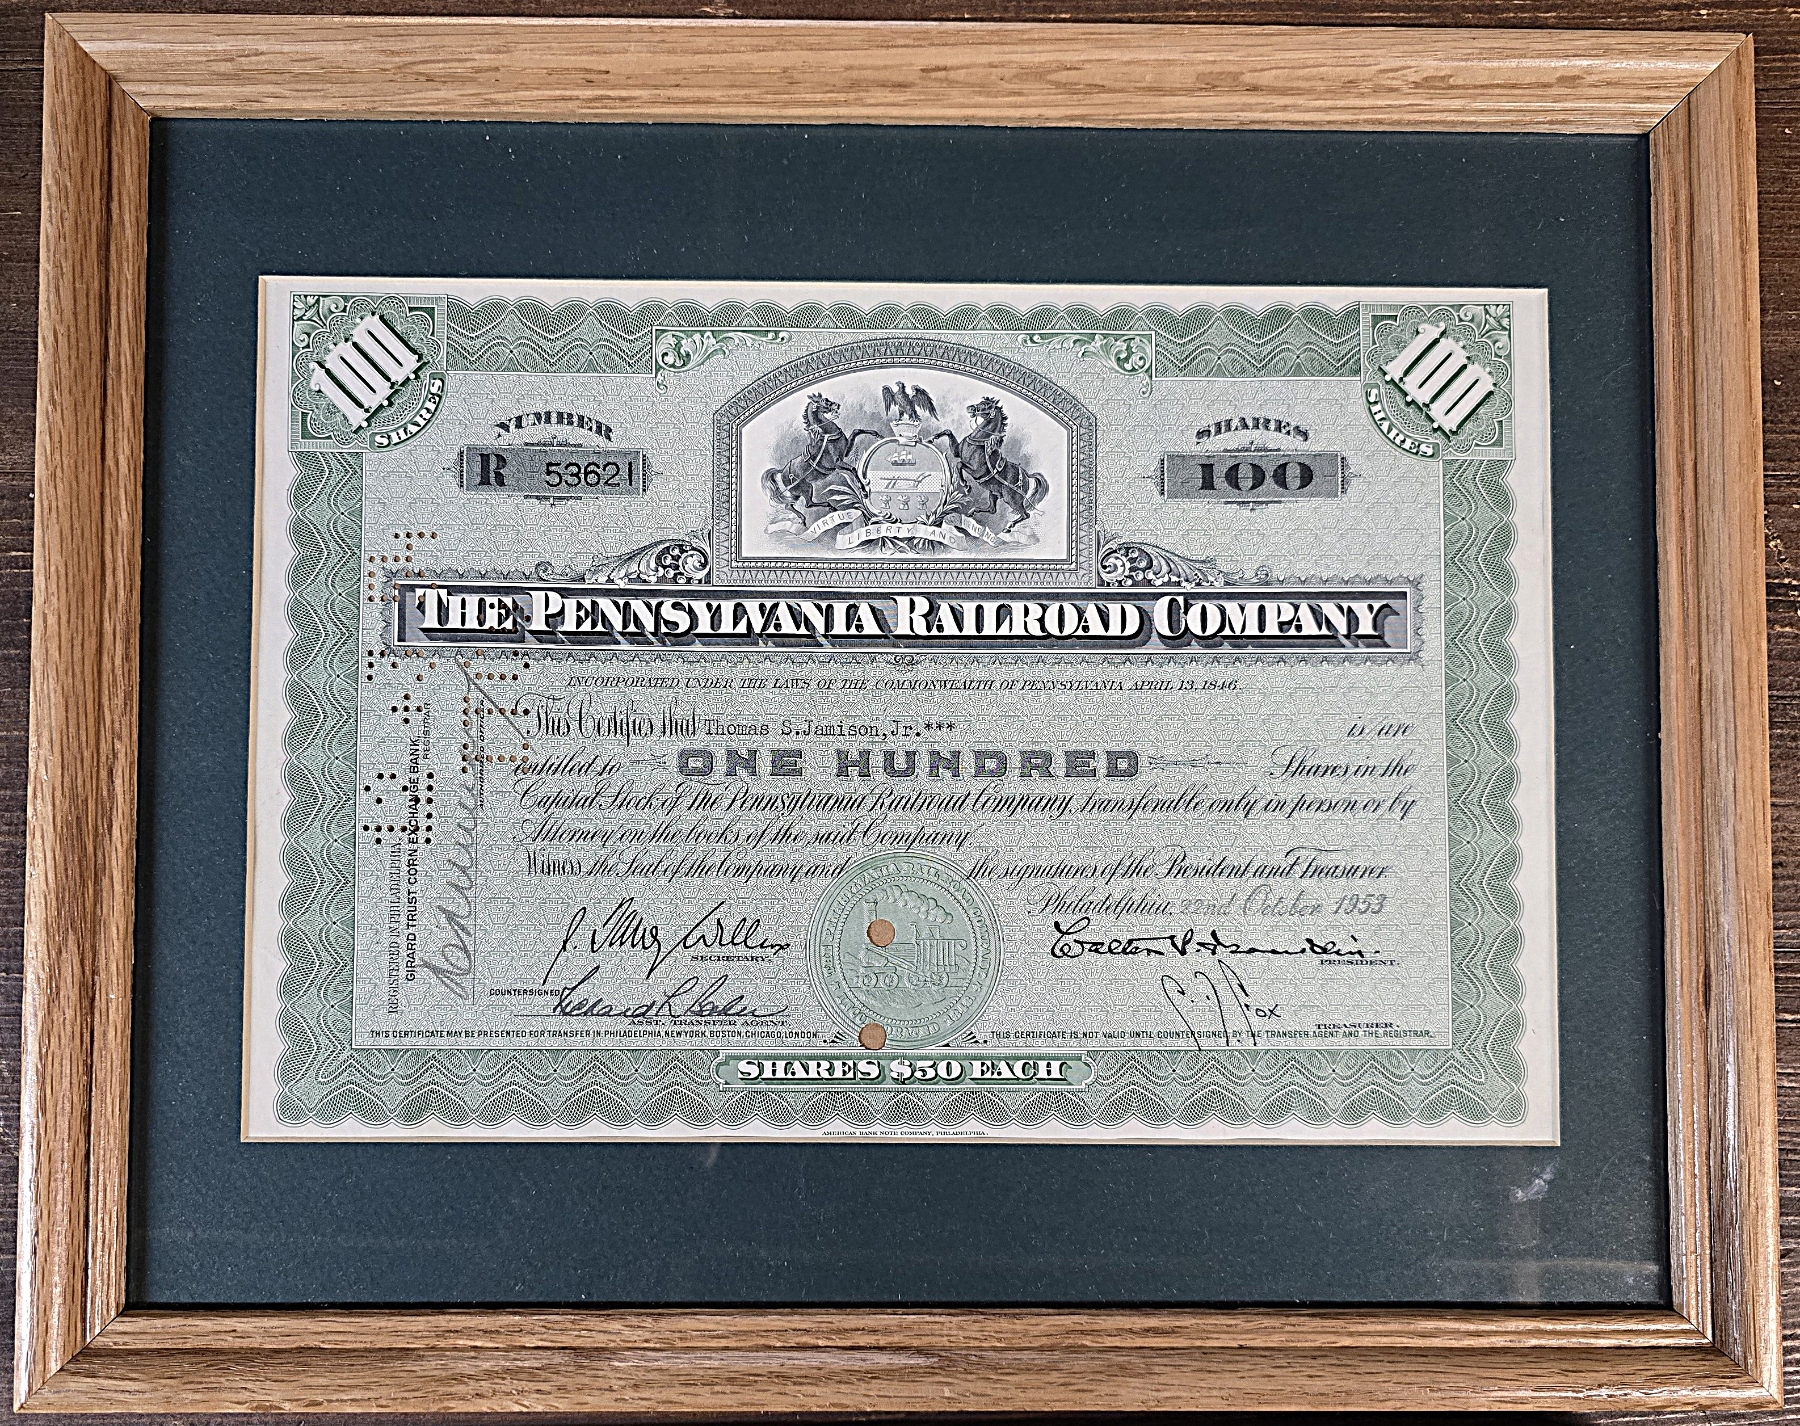 100 SHARES
100 SHARES
NUMBER
R 53621
SHARES
100
VIRTUE LIBERTY AND
THE PENNSYLVANIA RAILROAD COMPANY
INCORPORATED UNDER THE LAWS OF THE COMMONWEALTH OF PENNSYLVANIA APRIL 13, 1846.
This Certifies that Thomas S.Jamison,Jr.*** is are
entitled to ONE HUNDRED Shares in the
Capital Stock of The Pennsylvania Railroad Company, transferable only in person or by
Attorney on the books of the said Company.
Witness the Seal of the Company and the signatures of the President and Treasurer
Philadelphia, 22nd October 1953
SECRETARY.
PRESIDENT.
COUNTERSIGNED
ASST. TRANSFER AGENT
TREASURER.
THIS CERTIFICATE MAY BE PRESENTED FOR TRANSFER IN PHILADELPHIA, NEW YORK, BOSTON, CHICAGO, LONDON.
THIS CERTIFICATE IS NOT VALID UNTIL COUNTERSIGNED BY THE TRANSFER AGENT AND THE REGISTRAR.
SHARES $50 EACH
AMERICAN BANK NOTE COMPANY, PHILADELPHIA.
REGISTERED IN PHILADELPHIA
GIRARD TRUST CORN EXCHANGE BANK,
REGISTRAR
AUTHORIZED OFFICER